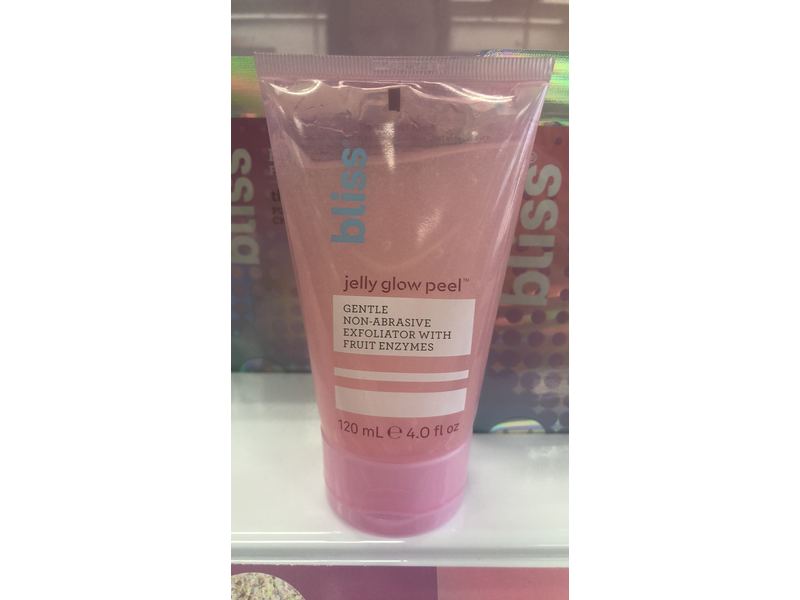 bliss
jelly glow peel™
GENTLE
NON-ABRASIVE
EXFOLIATOR WITH
FRUIT ENZYMES
120 mL ℮ 4.0 fl oz
bliss
bliss®